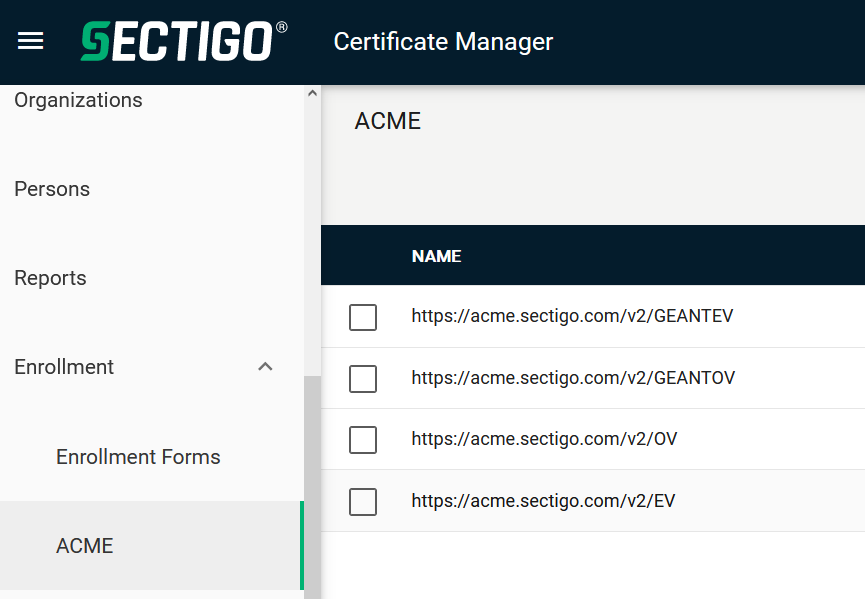 SECTIGO®
Certificate Manager
Organizations
Persons
Reports
Enrollment
Enrollment Forms
ACME
ACME
NAME
https://acme.sectigo.com/v2/GEANTEV
https://acme.sectigo.com/v2/GEANTOV
https://acme.sectigo.com/v2/OV
https://acme.sectigo.com/v2/EV